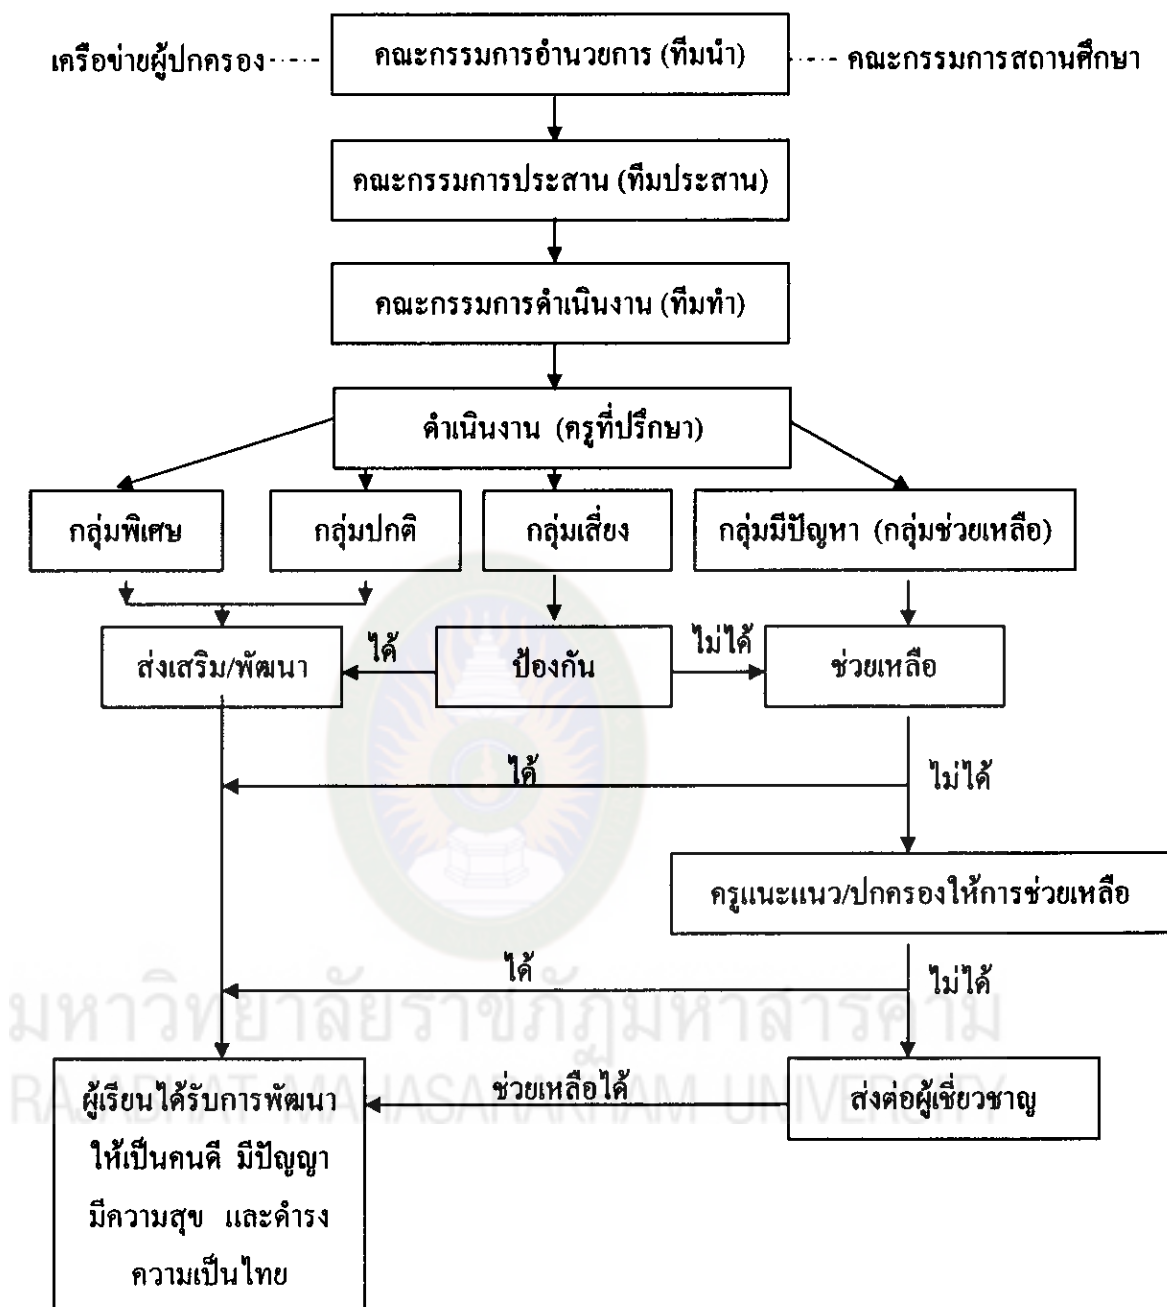 เครือข่ายผู้ปกครอง
คณะกรรมการอำนวยการ (ทีมนำ)
คณะกรรมการสถานศึกษา
คณะกรรมการประสาน (ทีมประสาน)
คณะกรรมการดำเนินงาน (ทีมทำ)
ดำเนินงาน (ครูที่ปรึกษา)
กลุ่มพิเศษ
กลุ่มปกติ
กลุ่มเสี่ยง
กลุ่มมีปัญหา (กลุ่มช่วยเหลือ)
ส่งเสริม/พัฒนา
ได้
ป้องกัน
ไม่ได้
ช่วยเหลือ
ได้
ไม่ได้
ครูแนะแนว/ปกครองให้การช่วยเหลือ
ได้
ไม่ได้
มหาวิทยาลัยราชภัฏมหาสารคาม
RAJABHAT MAHASARAKHAM UNIVERSITY
ผู้เรียนได้รับการพัฒนา
ให้เป็นคนดี มีปัญญา
มีความสุข และดำรง
ความเป็นไทย
ช่วยเหลือได้
ส่งต่อผู้เชี่ยวชาญ